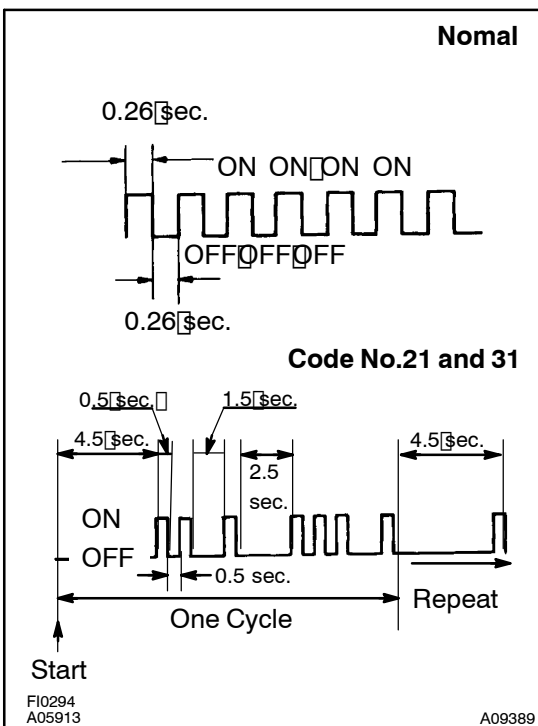 Nomal
0.26 sec.
ON ON ON ON
OFF OFF OFF
0.26 sec.
Code No.21 and 31
0.5 sec. 1.5 sec.
4.5 sec. 4.5 sec.
2.5
sec.
ON
OFF
0.5 sec.
One Cycle
Repeat
Start
FI0294
A05913 A09389